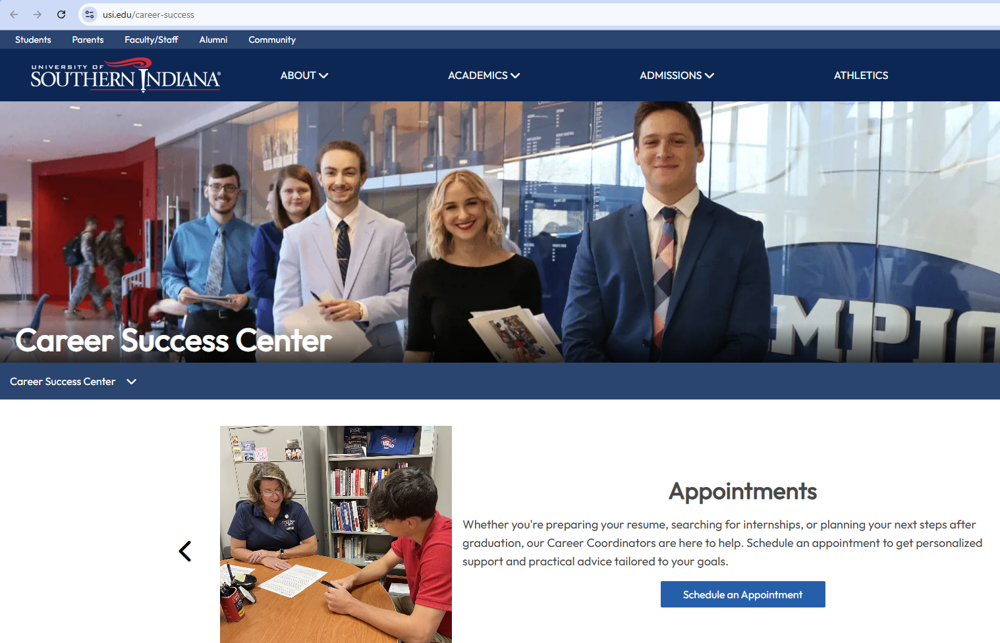 usi.edu/career-success
Students Parents Faculty/Staff Alumni Community
UNIVERSITY OF
SOUTHERN INDIANA®
ABOUT ACADEMICS ADMISSIONS ATHLETICS
MPIO
Career Success Center
Career Success Center
Appointments
Whether you're preparing your resume, searching for internships, or planning your next steps after
graduation, our Career Coordinators are here to help. Schedule an appointment to get personalized
support and practical advice tailored to your goals.
Schedule an Appointment